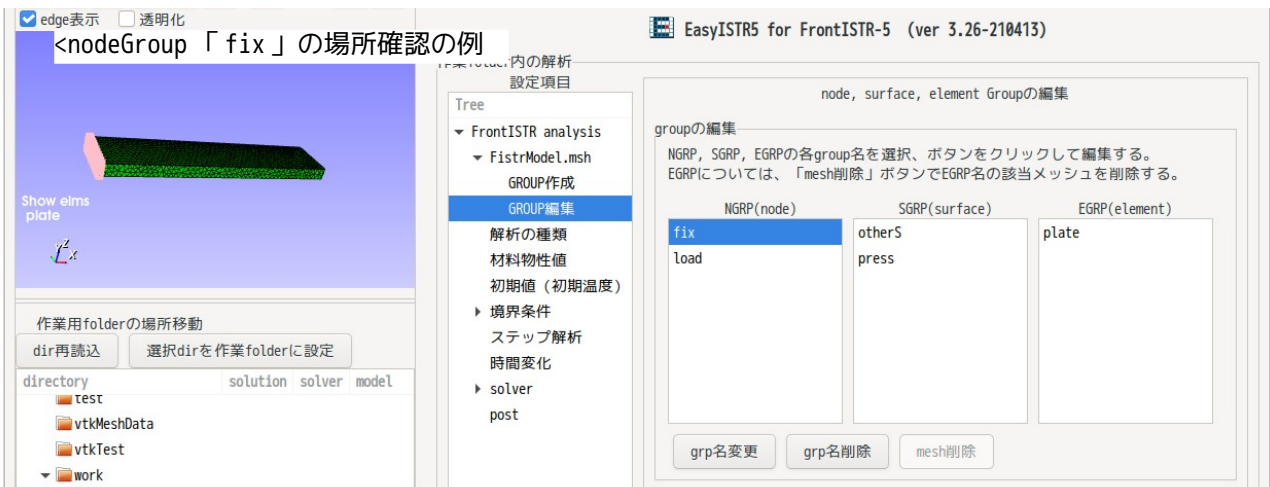 edge表示
透明化
<nodeGroup「fix」の場所確認の例
EasyISTR5 for FrontISTR-5 (ver 3.26-210413)
作業folder内の解析
設定項目
Tree
FrontISTR analysis
FistrModel.msh
GROUP作成
GROUP編集
解析の種類
材料物性値
初期値(初期温度)
境界条件
ステップ解析
時間変化
solver
post
Show elms
plate
Z
X
作業用folderの場所移動
dir再読込
選択dirを作業folderに設定
directory solution solver model
test
vtkMeshData
vtkTest
work
node, surface, element Groupの編集
groupの編集
NGRP, SGRP, EGRPの各group名を選択、ボタンをクリックして編集する。
EGRPについては、「mesh削除」ボタンでEGRP名の該当メッシュを削除する。
NGRP(node)
fix
load
SGRP(surface)
otherS
press
EGRP(element)
plate
grp名変更
grp名削除
mesh削除